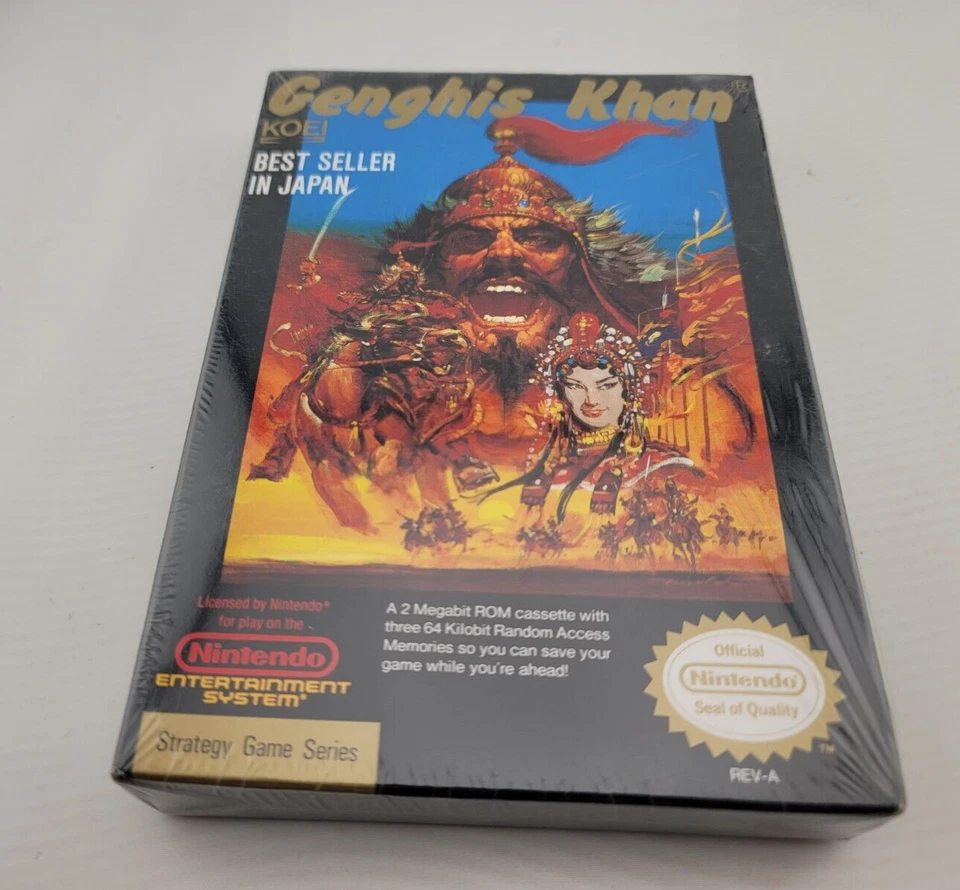 Genghis Khan®
KOEI
BEST SELLER
IN JAPAN
Licensed by Nintendo®
for play on the
Nintendo
ENTERTAINMENT
SYSTEM®
A 2 Megabit ROM cassette with
three 64 Kilobit Random Access
Memories so you can save your
game while you're ahead!
Official
Nintendo
Seal of Quality
TM
REV-A
Strategy Game Series